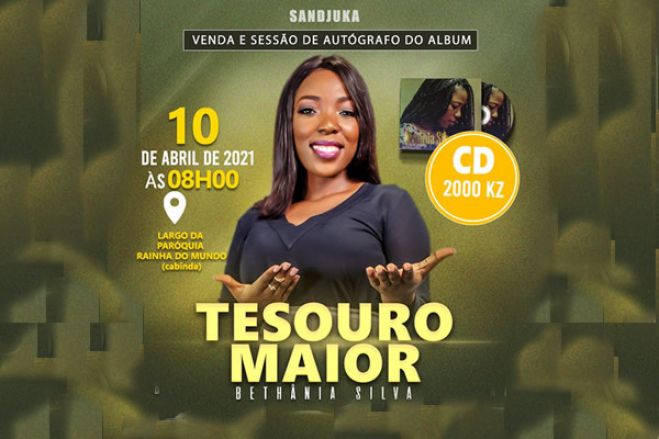 SANDJUKA
VENDA E SESSÃO DE AUTÓGRAFO DO ALBUM
10
DE ABRIL DE 2021
ÀS 08H00
LARGO DA
PARÓQUIA
RAINHA DO MUNDO
(cabinda)
CD
2000 KZ
TESOURO
MAIOR
BETHÂNIA SILVA